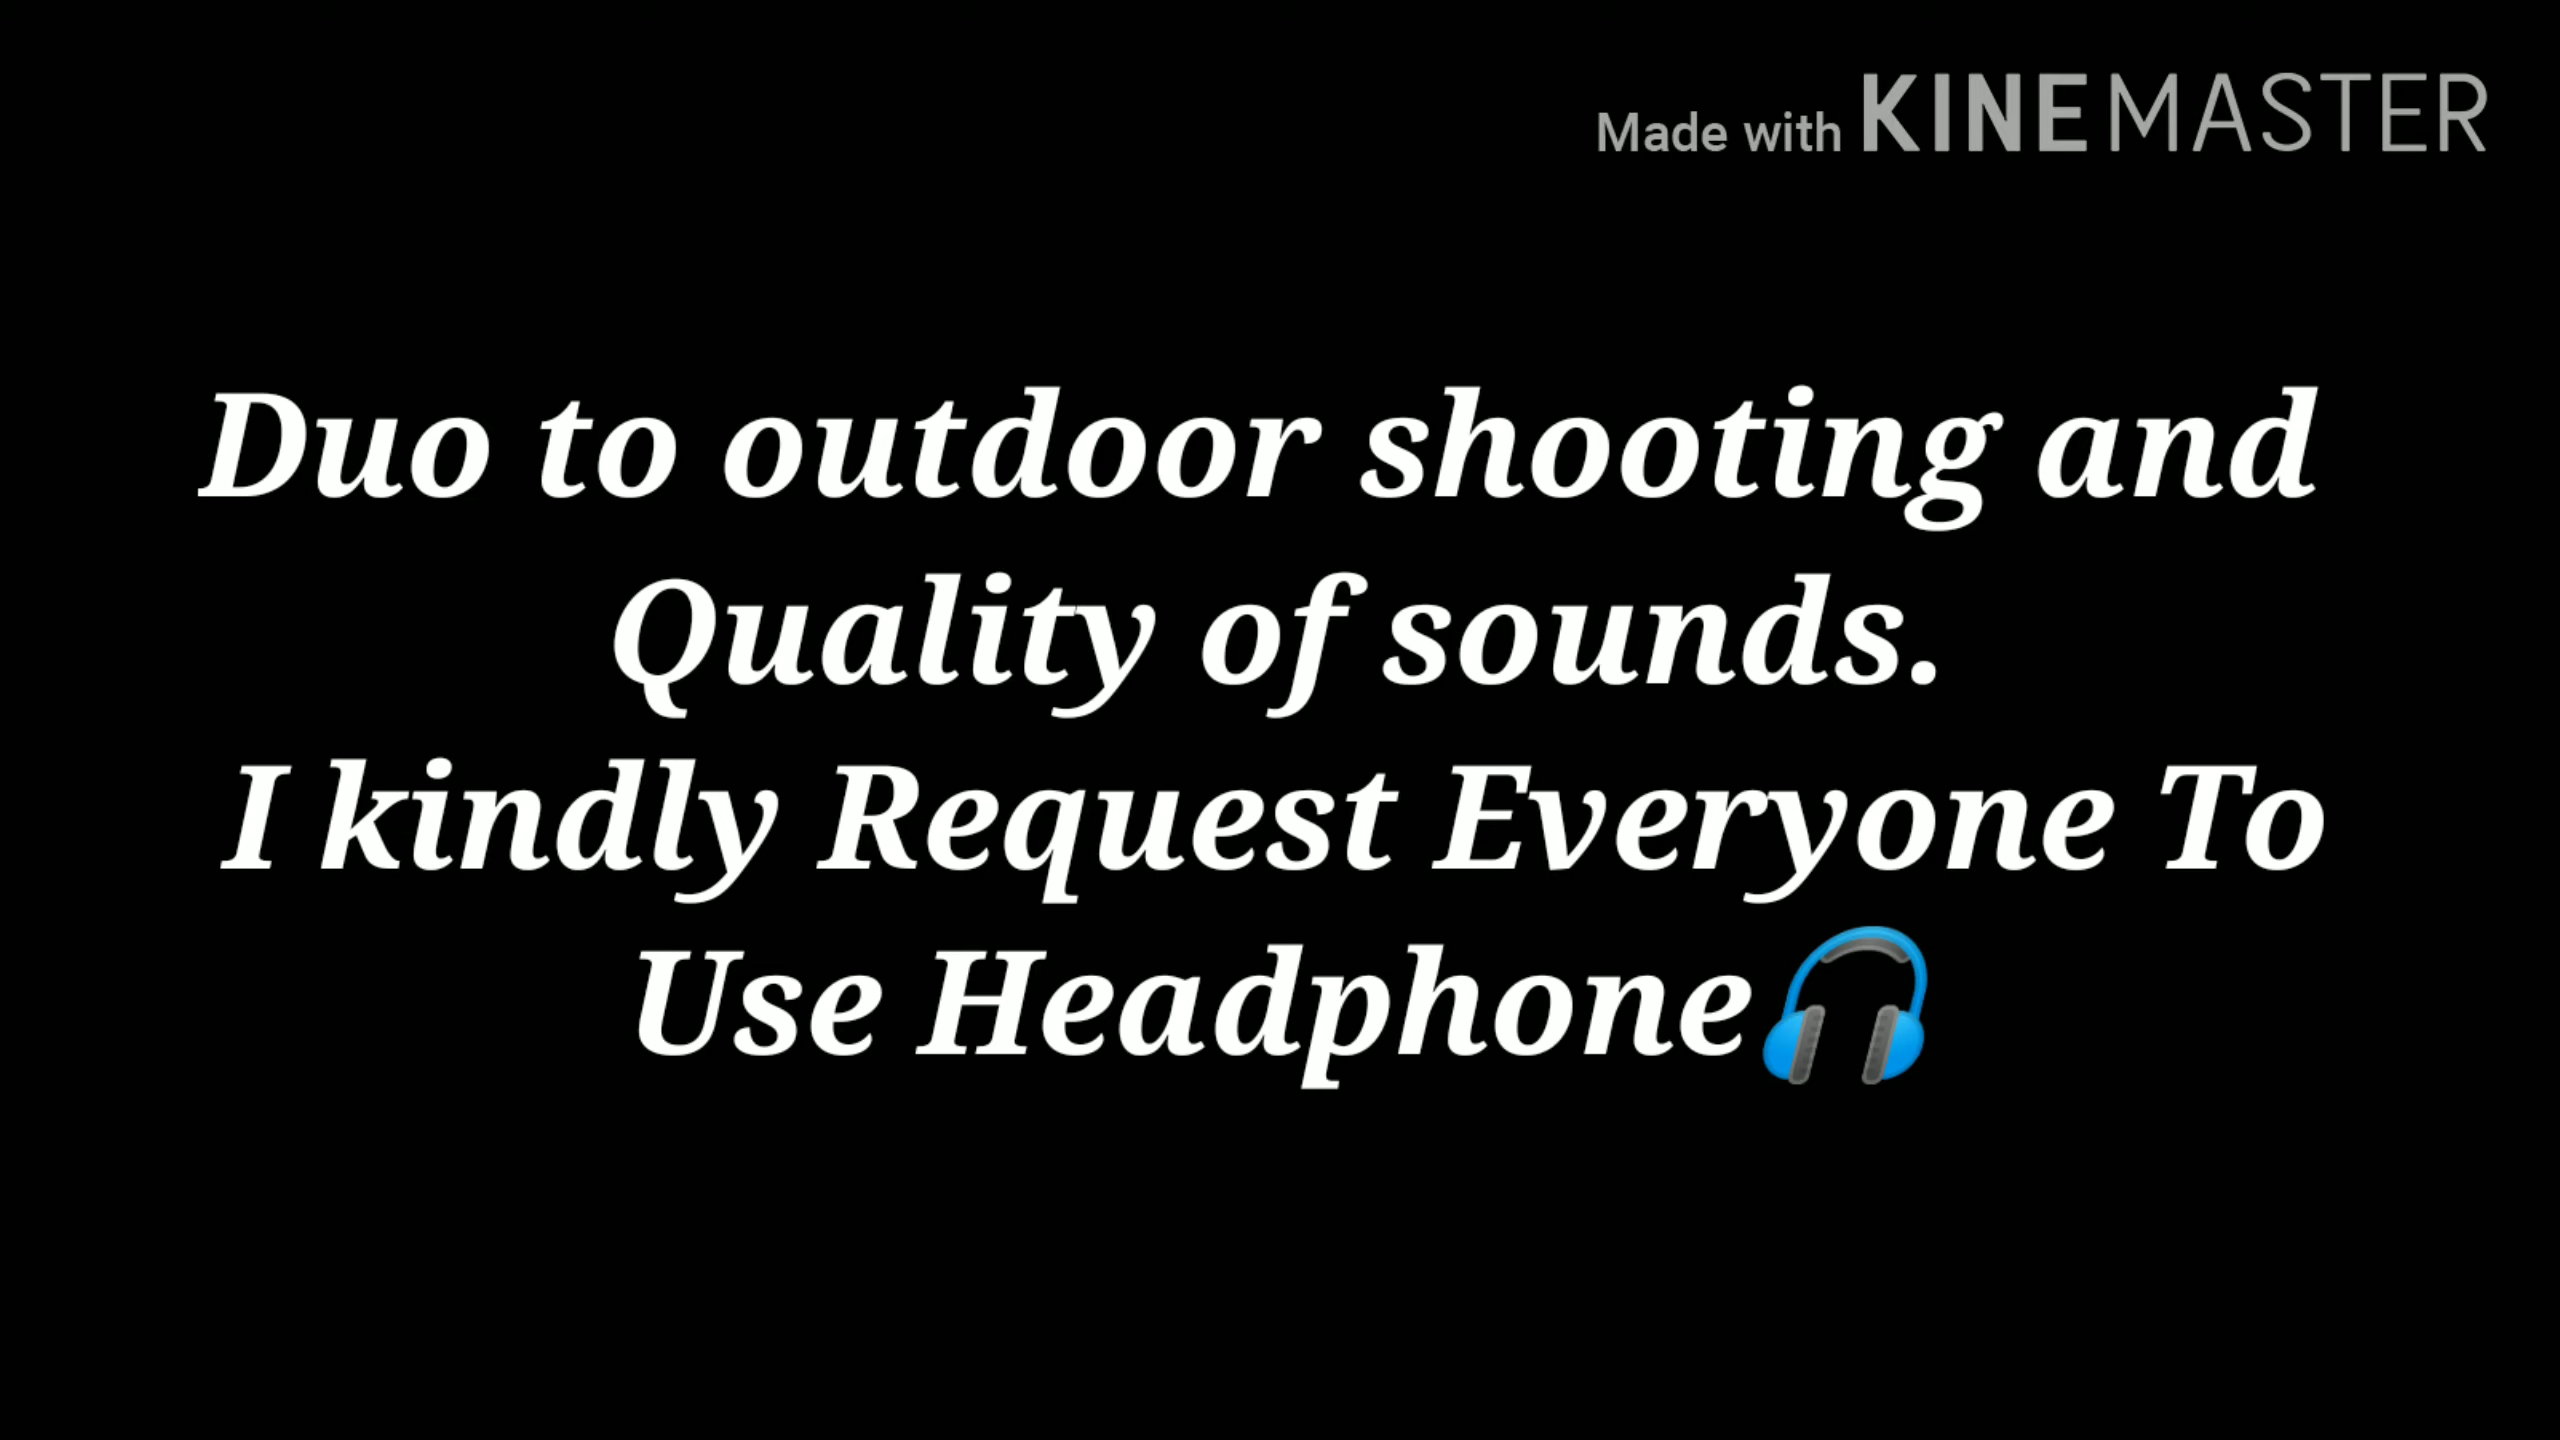 Made with KINEMASTER
Duo to outdoor shooting and
Quality of sounds.
I kindly Request Everyone To
Use Headphone🎧